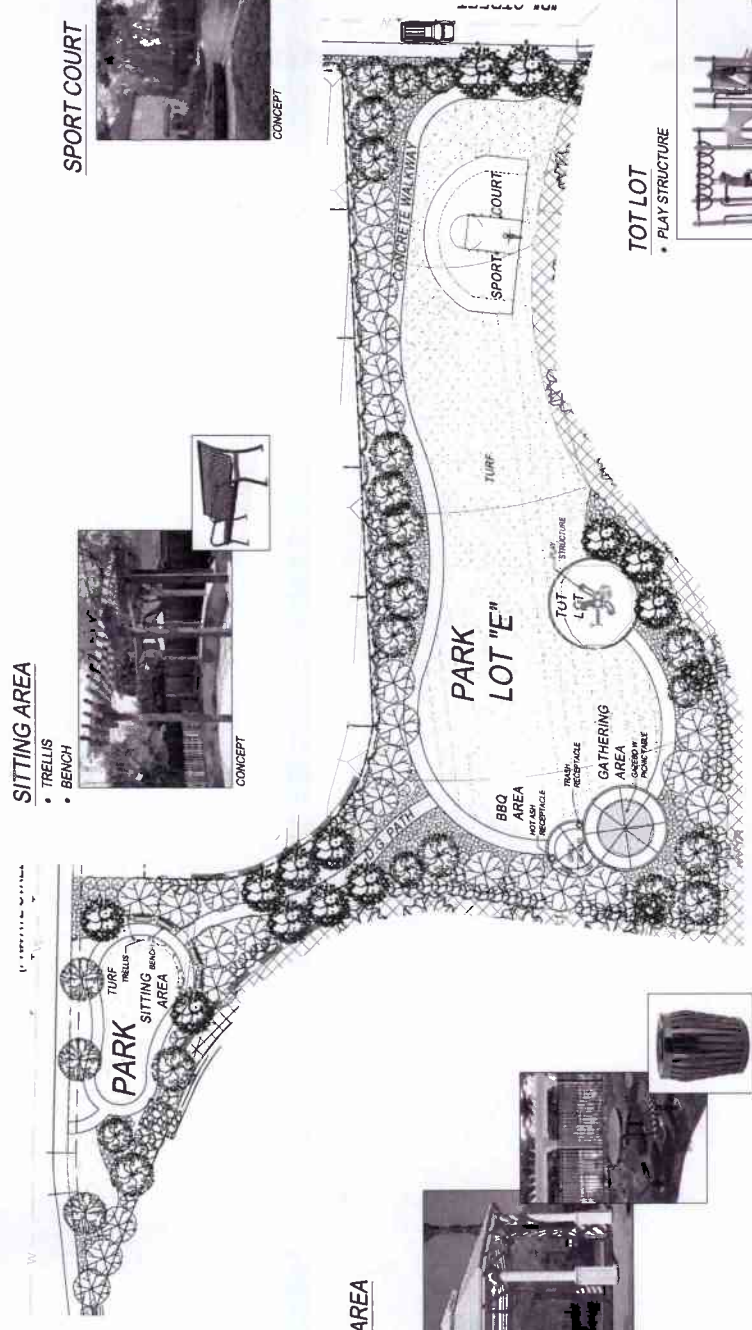 SPORT COURT
CONCEPT
SITTING AREA
• TRELLIS
• BENCH
CONCEPT
CONCRETE WALKWAY
SPORT COURT
TURF
PARK
LOT "E"
PLAY
STRUCTURE
TOT
LOT
TOT LOT
• PLAY STRUCTURE
BBQ
AREA
HOT ASH
RECEPTACLE
TRASH
RECEPTACLE
GATHERING
AREA
GAZEBO W
PICNIC TABLE
PATH
TURF
TRELLIS
PARK
SITTING
BENCH
AREA
AREA
W